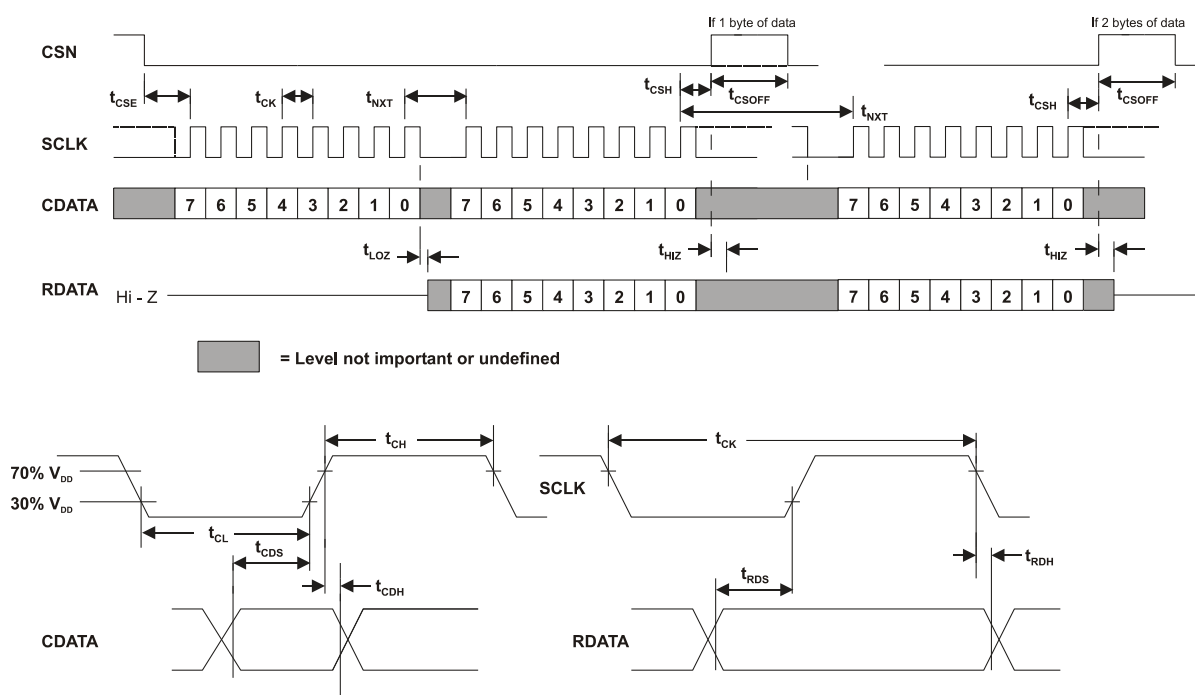 If 1 byte of data If 2 bytes of data
CSN
tCSE tCK tNXT tCSH tCSOFF tNXT tCSH tCSOFF
SCLK
CDATA 7 6 5 4 3 2 1 0 7 6 5 4 3 2 1 0 7 6 5 4 3 2 1 0
tLOZ tHIZ tHIZ
RDATA Hi - Z 7 6 5 4 3 2 1 0 7 6 5 4 3 2 1 0
= Level not important or undefined
tCH tCK
70% VDD
30% VDD
SCLK
tCL
tCDS
tCDH
tRDS
tRDH
CDATA
RDATA